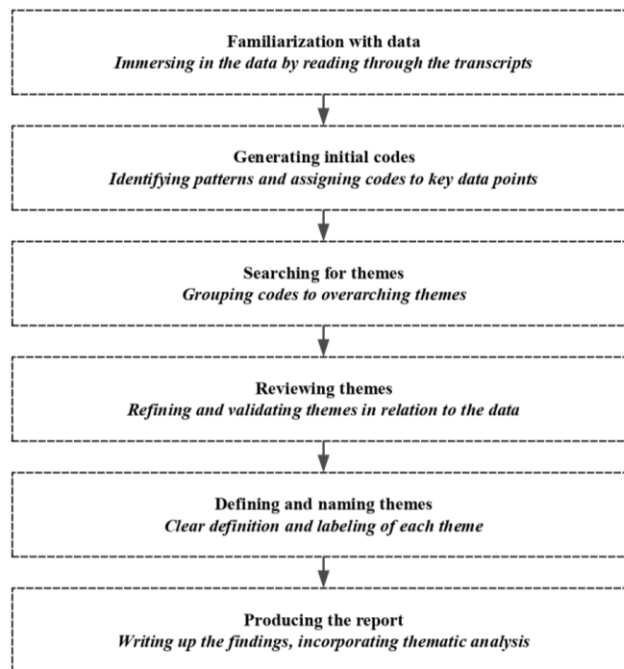 Familiarization with data
Immersing in the data by reading through the transcripts
Generating initial codes
Identifying patterns and assigning codes to key data points
Searching for themes
Grouping codes to overarching themes
Reviewing themes
Refining and validating themes in relation to the data
Defining and naming themes
Clear definition and labeling of each theme
Producing the report
Writing up the findings, incorporating thematic analysis